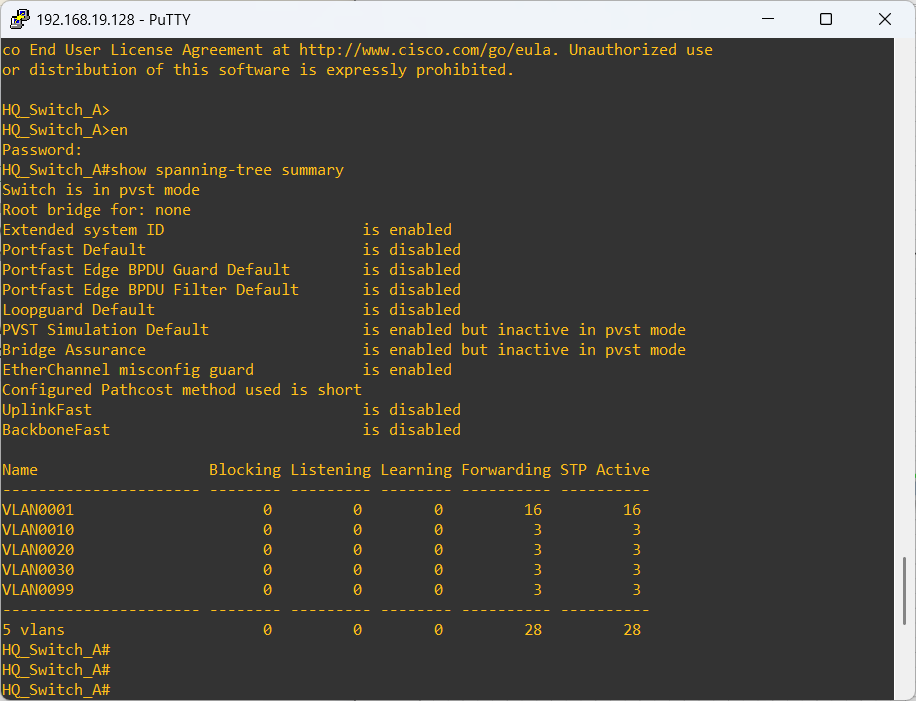 192.168.19.128 - PuTTY
co End User License Agreement at http://www.cisco.com/go/eula. Unauthorized use
or distribution of this software is expressly prohibited.
HQ_Switch_A>
HQ_Switch_A>en
Password:
HQ_Switch_A#show spanning-tree summary
Switch is in pvst mode
Root bridge for: none
Extended system ID                      is enabled
Portfast Default                        is disabled
Portfast Edge BPDU Guard Default        is disabled
Portfast Edge BPDU Filter Default       is disabled
Loopguard Default                       is disabled
PVST Simulation Default                 is enabled but inactive in pvst mode
Bridge Assurance                        is enabled but inactive in pvst mode
EtherChannel misconfig guard            is enabled
Configured Pathcost method used is short
UplinkFast                              is disabled
BackboneFast                            is disabled
Name                   Blocking Listening Learning Forwarding STP Active
---------------------- -------- --------- -------- ---------- ----------
VLAN0001                     0         0        0         16         16
VLAN0010                     0         0        0          3          3
VLAN0020                     0         0        0          3          3
VLAN0030                     0         0        0          3          3
VLAN0099                     0         0        0          3          3
---------------------- -------- --------- -------- ---------- ----------
5 vlans                      0         0        0         28         28
HQ_Switch_A#
HQ_Switch_A#
HQ_Switch_A#